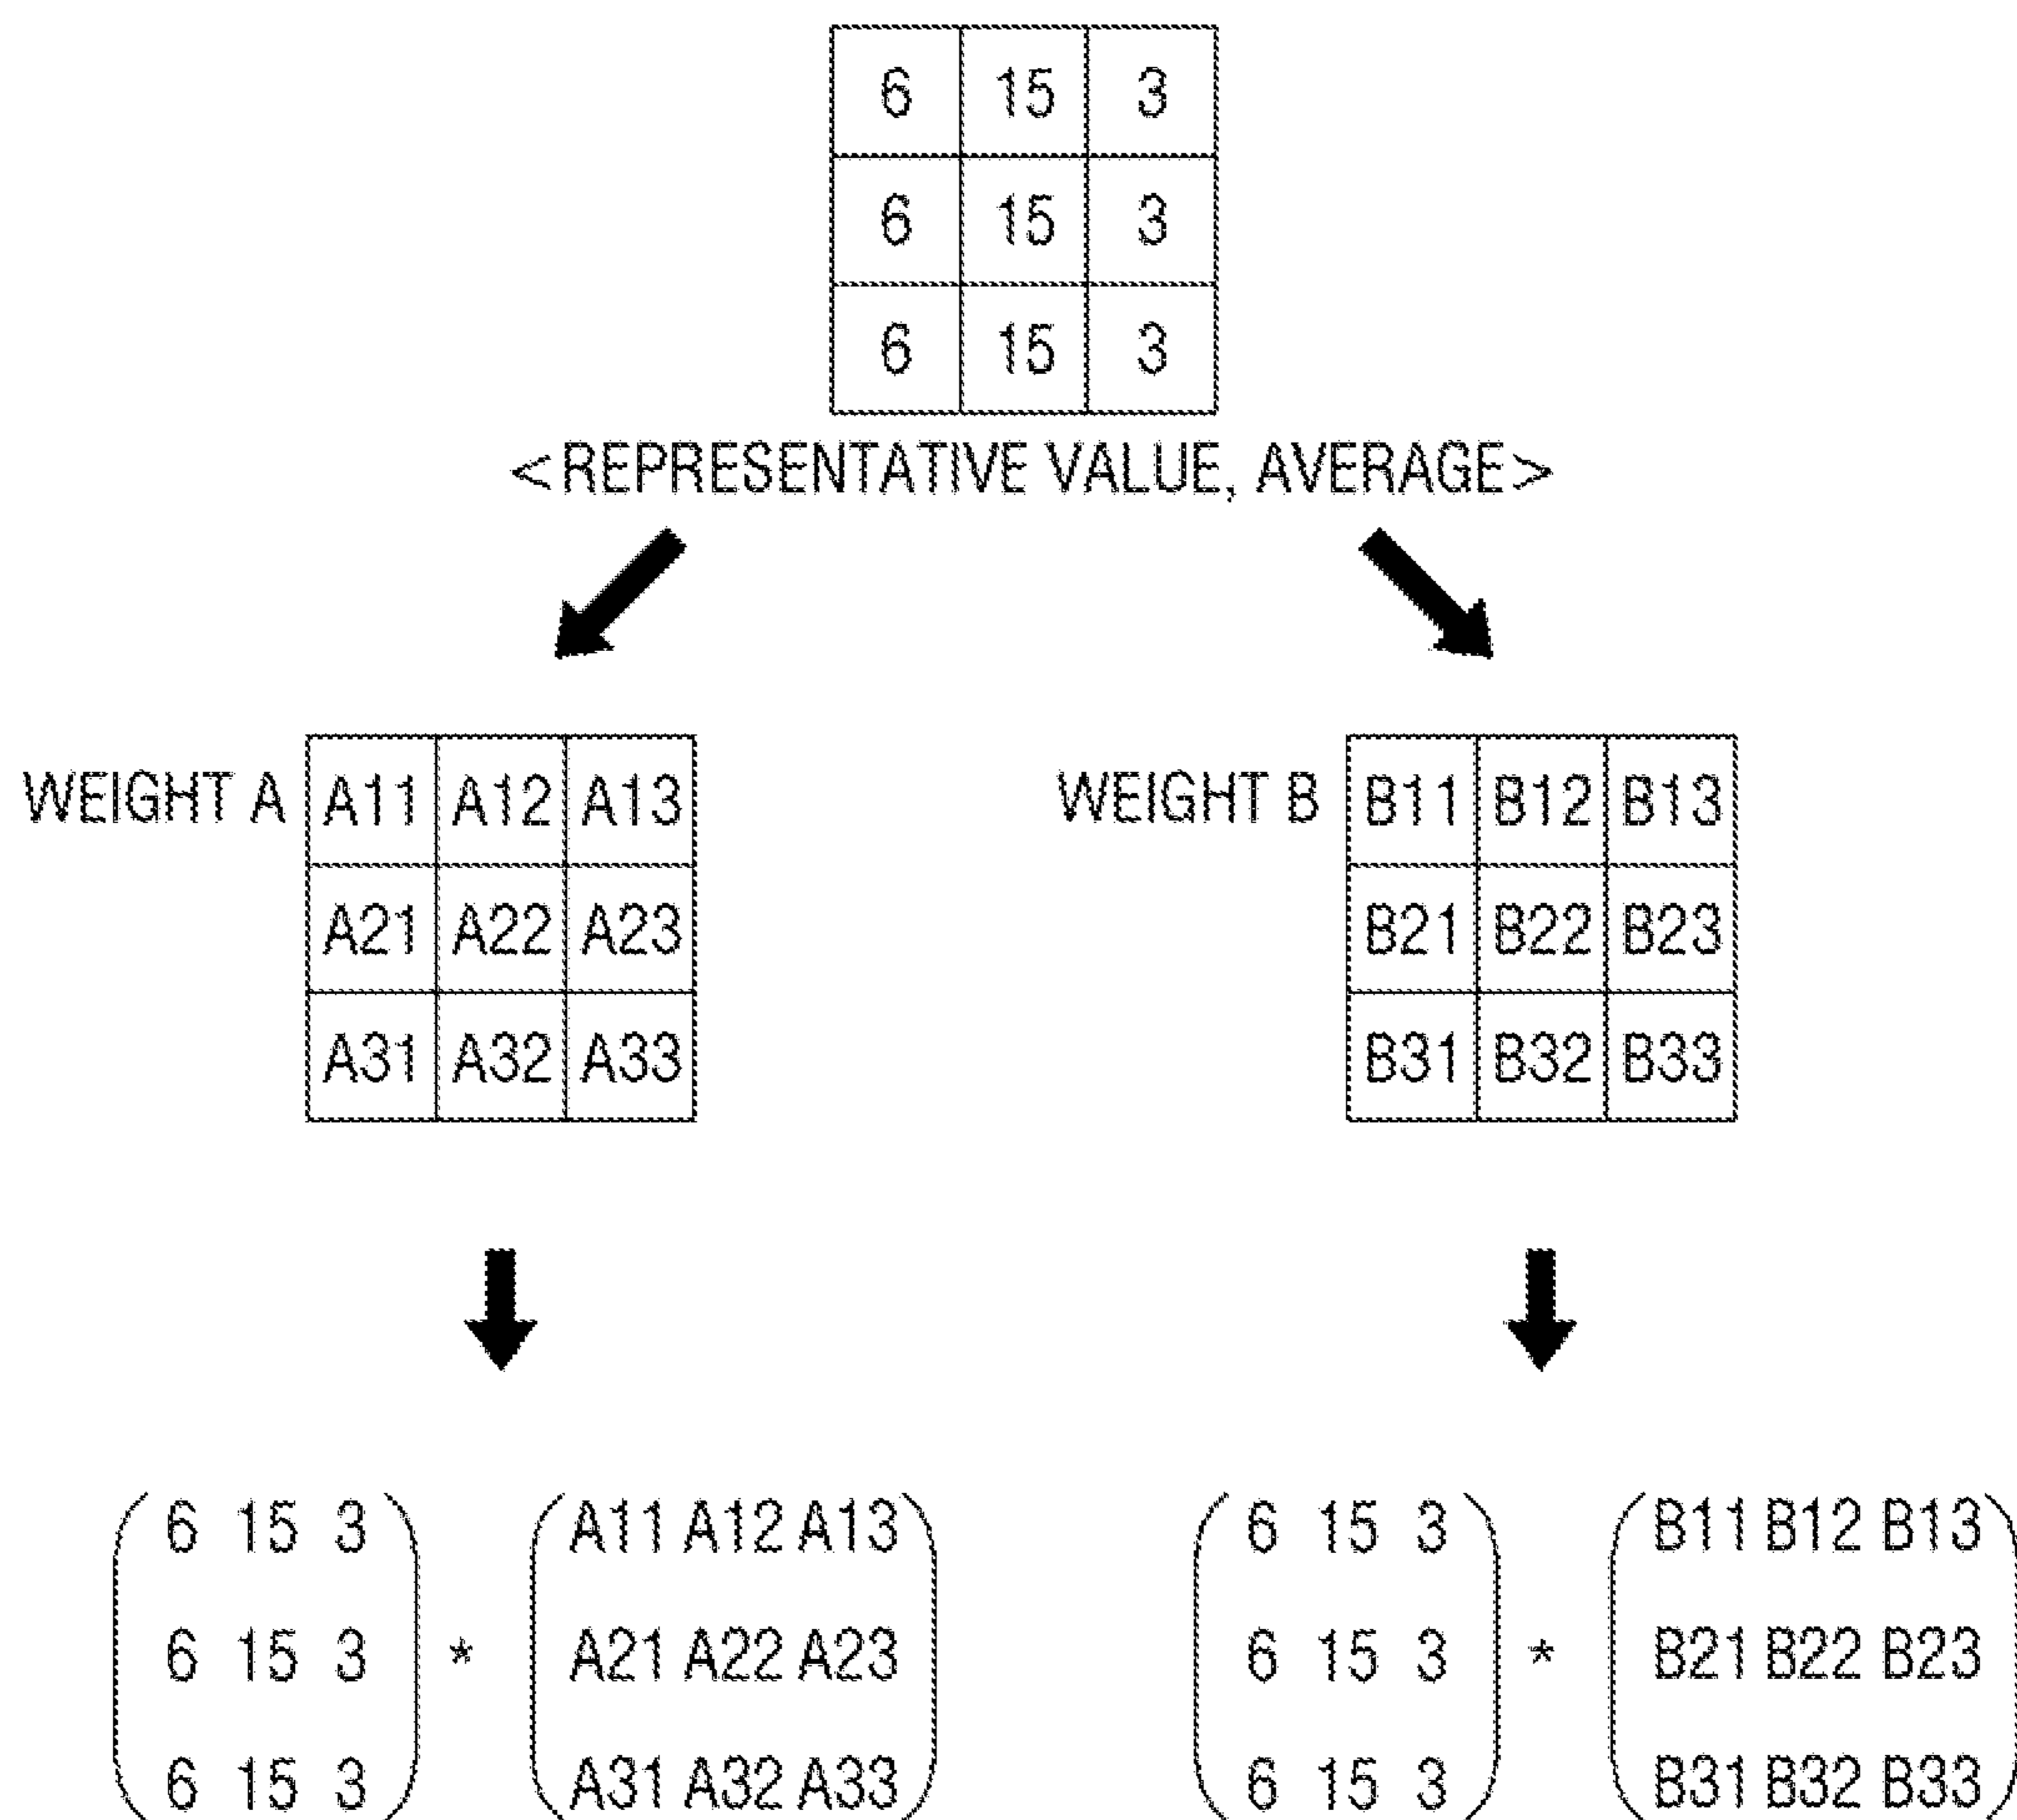 6 15 3
6 15 3
6 15 3
<REPRESENTATIVE VALUE, AVERAGE>
WEIGHT A A11 A12 A13
A21 A22 A23
A31 A32 A33
WEIGHT B B11 B12 B13
B21 B22 B23
B31 B32 B33
( 6 15 3 ) ( A11 A12 A13 )
6 15 3 * A21 A22 A23
6 15 3 A31 A32 A33
( 6 15 3 ) ( B11 B12 B13 )
6 15 3 * B21 B22 B23
6 15 3 B31 B32 B33